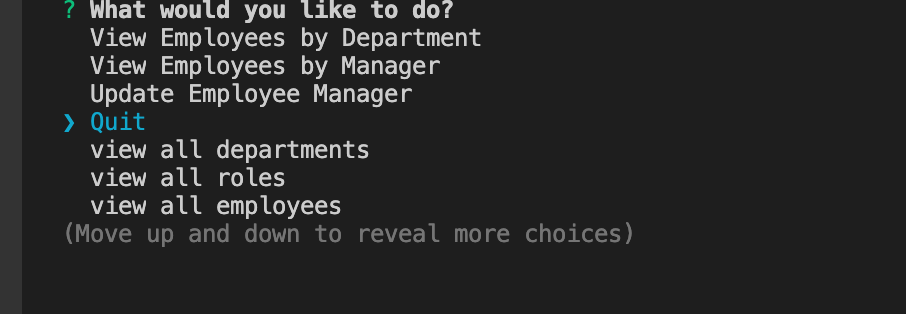 ? What would you like to do?
View Employees by Department
View Employees by Manager
Update Employee Manager
❯ Quit
view all departments
view all roles
view all employees
(Move up and down to reveal more choices)